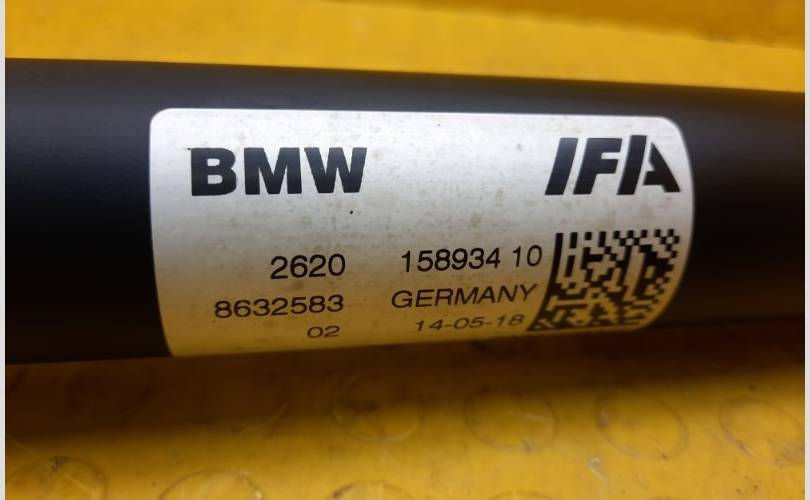 BMW IFA
2620 158934 10
8632583 GERMANY
02 14-05-18